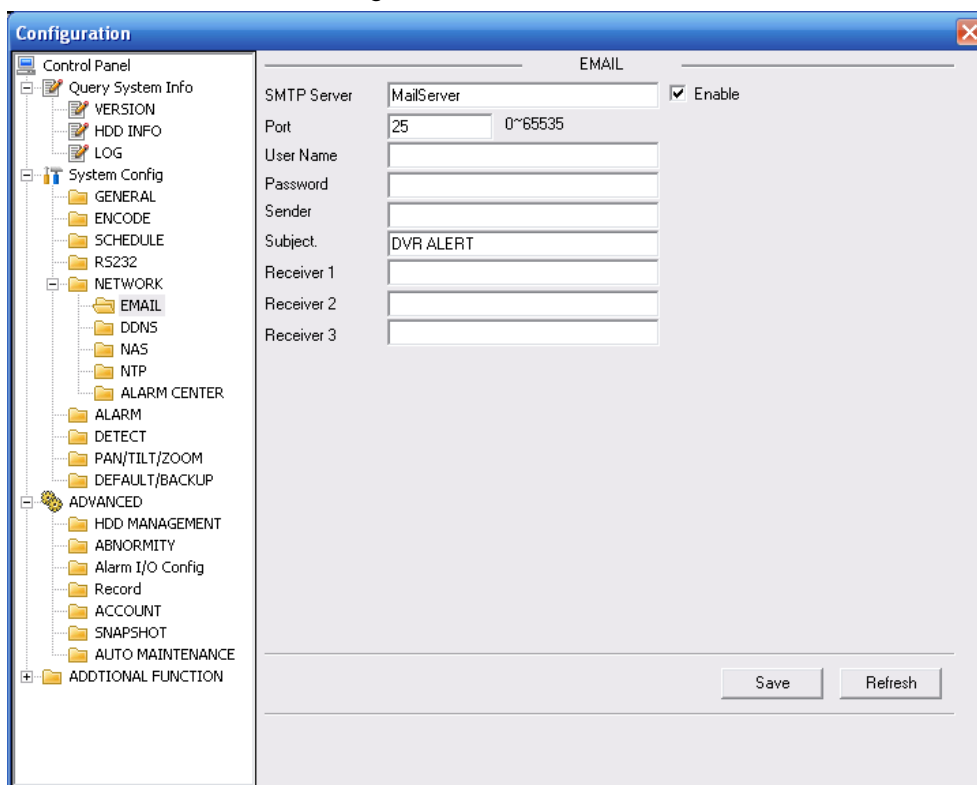 Configuration
Control Panel
Query System Info
VERSION
HDD INFO
LOG
System Config
GENERAL
ENCODE
SCHEDULE
RS232
NETWORK
EMAIL
DDNS
NAS
NTP
ALARM CENTER
ALARM
DETECT
PAN/TILT/ZOOM
DEFAULT/BACKUP
ADVANCED
HDD MANAGEMENT
ABNORMITY
Alarm I/O Config
Record
ACCOUNT
SNAPSHOT
AUTO MAINTENANCE
ADDTIONAL FUNCTION
EMAIL
SMTP Server MailServer Enable
Port 25 0~65535
User Name
Password
Sender
Subject. DVR ALERT
Receiver 1
Receiver 2
Receiver 3
Save Refresh